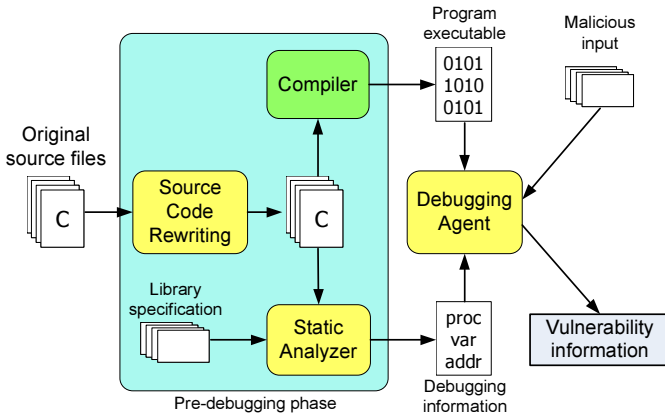 Program
executable
Malicious
input
0101
1010
0101
Compiler
Original
source files
C
Source
Code
Rewriting
C
Debugging
Agent
Library
specification
Static
Analyzer
proc
var
addr
Vulnerability
information
Debugging
information
Pre-debugging phase